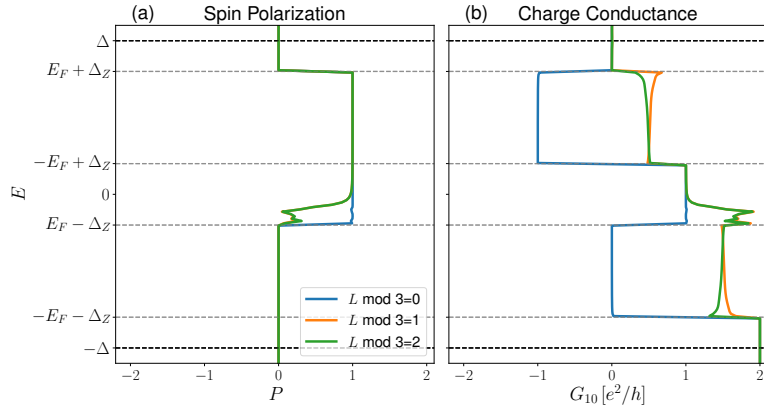 (a) Spin Polarization
(b) Charge Conductance
Δ
E_F + Δ_Z
−E_F + Δ_Z
0
E_F − Δ_Z
−E_F − Δ_Z
−Δ
E
L mod 3=0
L mod 3=1
L mod 3=2
−2 −1 0 1 2
P
−2 −1 0 1 2
G_10 [e^2/h]